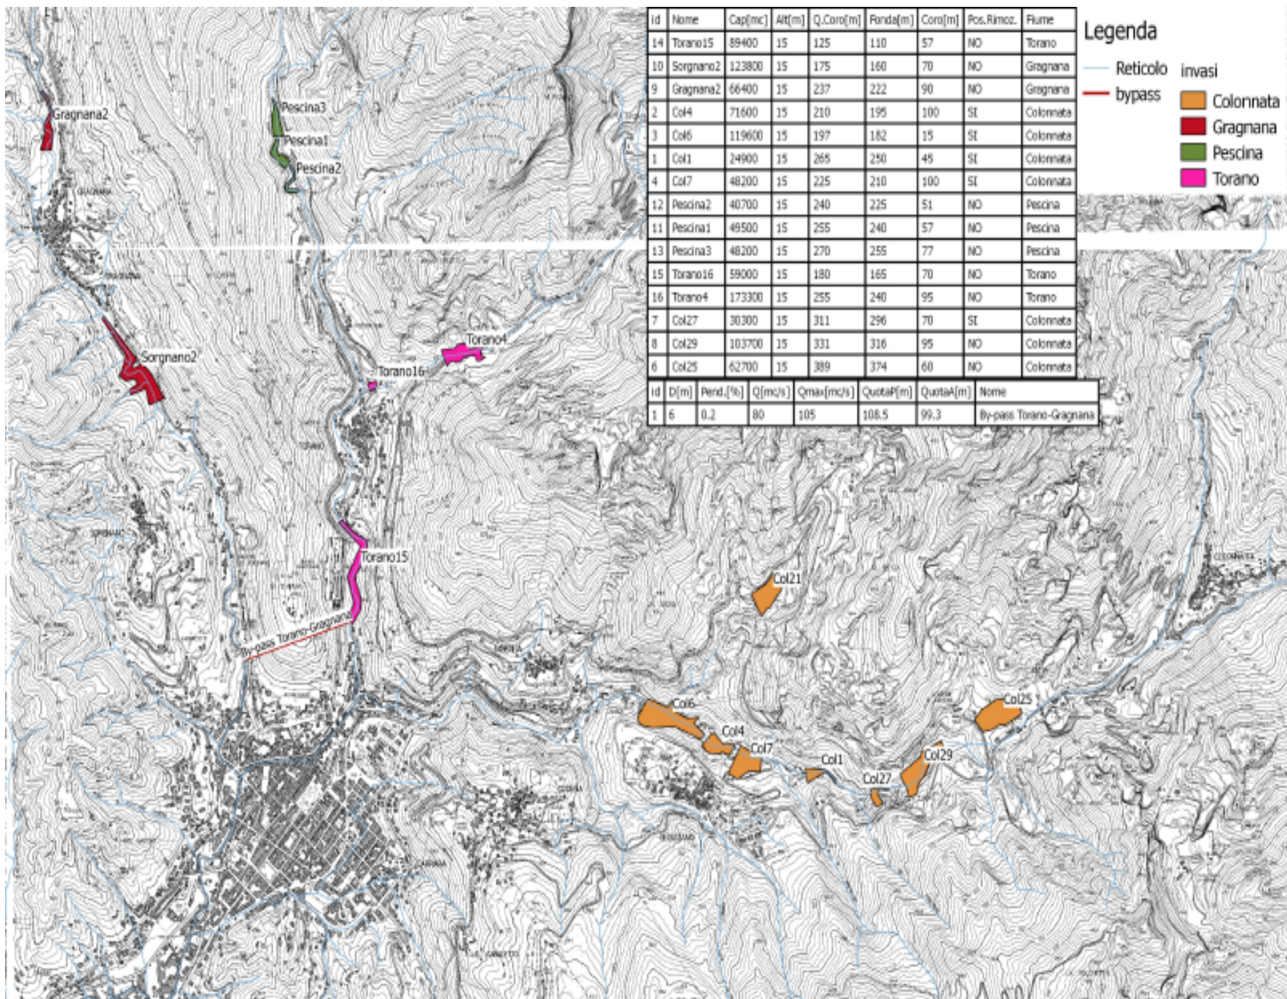 id Nome Cap[mc] Alt[m] Q.Coro[m] Fonda[m] Coro[m] Pos.Rimoz. Fiume
14 Torano15 89400 15 125 110 57 NO Torano
10 Sorgnano2 123800 15 175 160 70 NO Gragnana
9 Gragnana2 66400 15 237 222 90 NO Gragnana
2 Col4 71600 15 210 195 100 SI Colonnata
3 Col6 119600 15 197 182 15 SI Colonnata
1 Col1 24900 15 265 250 45 SI Colonnata
4 Col7 48200 15 225 210 100 SI Colonnata
12 Pescina2 40700 15 240 225 51 NO Pescina
11 Pescina1 49500 15 255 240 57 NO Pescina
13 Pescina3 48200 15 270 255 77 NO Pescina
15 Torano16 59000 15 180 165 70 NO Torano
16 Torano4 173300 15 255 240 95 NO Torano
7 Col27 30300 15 311 296 70 SI Colonnata
8 Col29 103700 15 331 316 95 NO Colonnata
6 Col25 62700 15 389 374 60 NO Colonnata
id D[m] Pend.[%] Q[mc/s] Qmax[mc/s] QuotaP[m] QuotaA[m] Nome
1 6 0.2 80 105 108.5 99.3 By-pass Torano-Gragnana
Legenda
Reticolo
bypass
invasi
Colonnata
Gragnana
Pescina
Torano
Gragnana2
Pescina3
Pescina1
Pescina2
Sorgnano2
Torano4
Torano16
Torano15
By-pass Torano-Gragnana
Col21
Col6
Col4
Col7
Col1
Col27
Col29
Col25